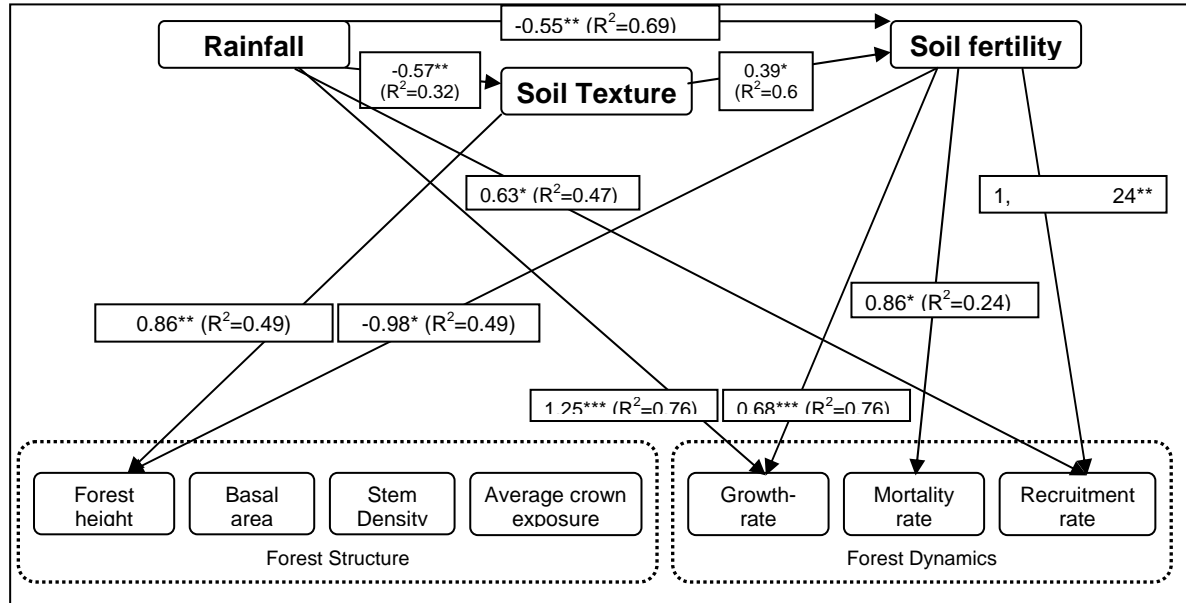 Rainfall
-0.55** (R²=0.69)
Soil fertility
-0.57**
(R²=0.32)
Soil Texture
0.39*
(R²=0.6
0.63* (R²=0.47)
1, 24**
0.86** (R²=0.49)
-0.98* (R²=0.49)
0.86* (R²=0.24)
1.25*** (R²=0.76)
0.68*** (R²=0.76)
Forest
height
Basal
area
Stem
Density
Average crown
exposure
Growth-
rate
Mortality
rate
Recruitment
rate
Forest Structure
Forest Dynamics